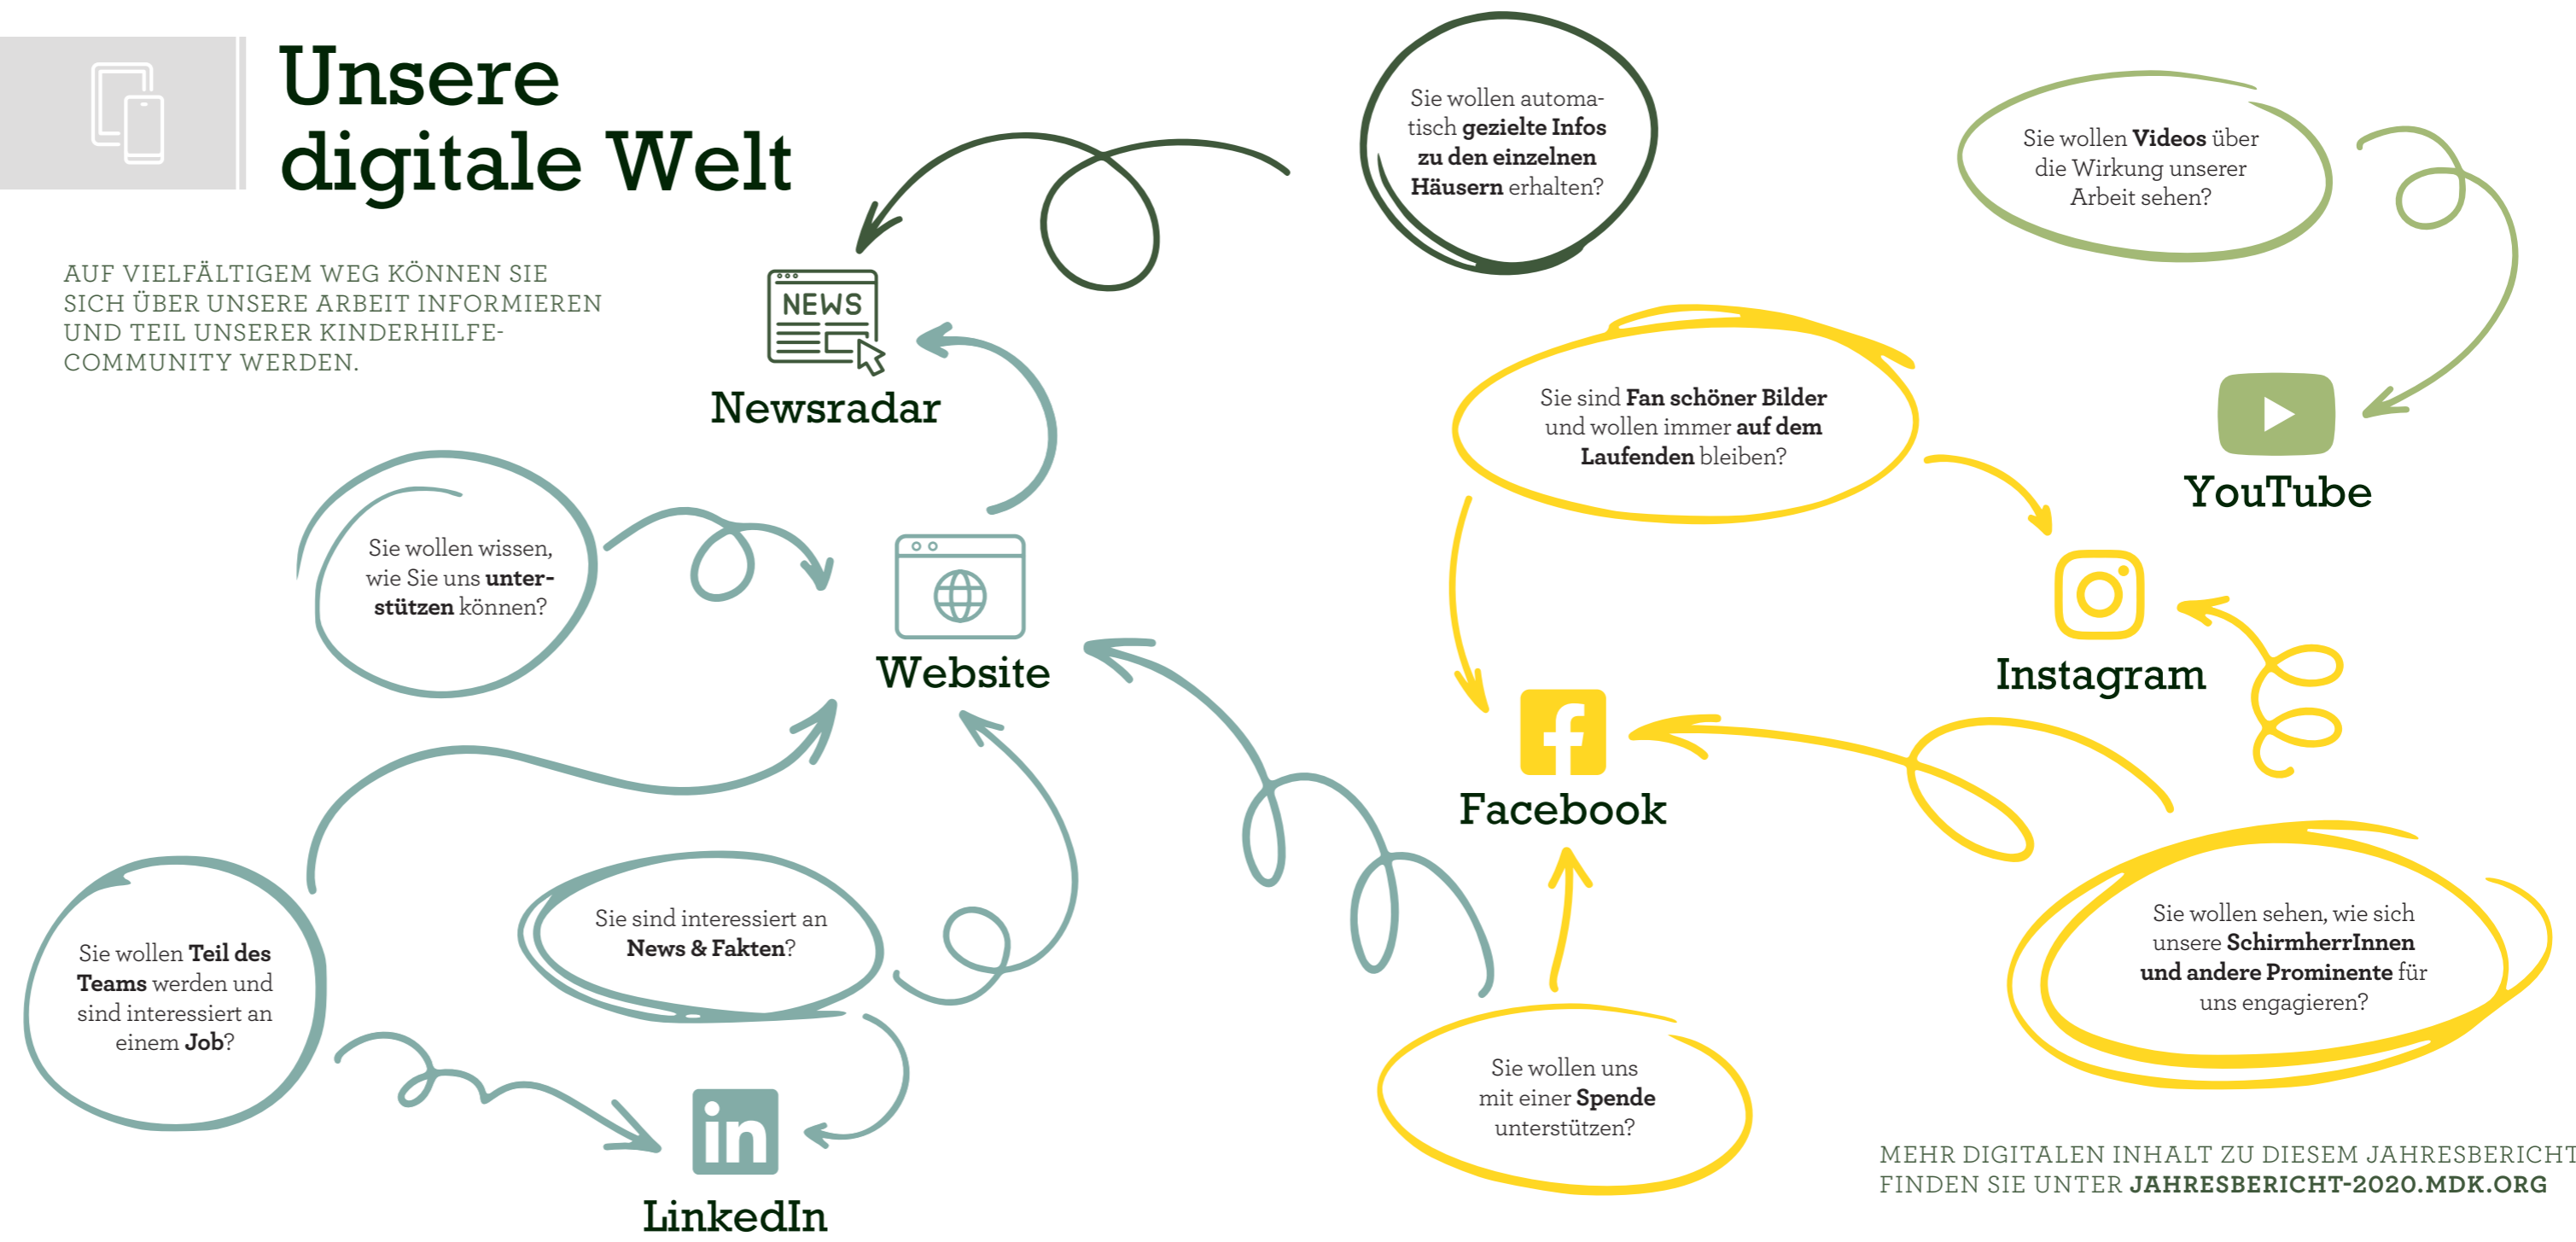 Unsere
digitale Welt
AUF VIELFÄLTIGEM WEG KÖNNEN SIE
SICH ÜBER UNSERE ARBEIT INFORMIEREN
UND TEIL UNSERER KINDERHILFE-
COMMUNITY WERDEN.
Sie wollen automa-
tisch gezielte Infos
zu den einzelnen
Häusern erhalten?
Sie wollen Videos über
die Wirkung unserer
Arbeit sehen?
NEWS
Newsradar
Sie sind Fan schöner Bilder
und wollen immer auf dem
Laufenden bleiben?
YouTube
Sie wollen wissen,
wie Sie uns unter-
stützen können?
Website
Instagram
f
Facebook
Sie wollen Teil des
Teams werden und
sind interessiert an
einem Job?
Sie sind interessiert an
News & Fakten?
Sie wollen sehen, wie sich
unsere SchirmherrInnen
und andere Prominente für
uns engagieren?
Sie wollen uns
mit einer Spende
unterstützen?
in
LinkedIn
MEHR DIGITALEN INHALT ZU DIESEM JAHRESBERICHT
FINDEN SIE UNTER JAHRESBERICHT-2020.MDK.ORG